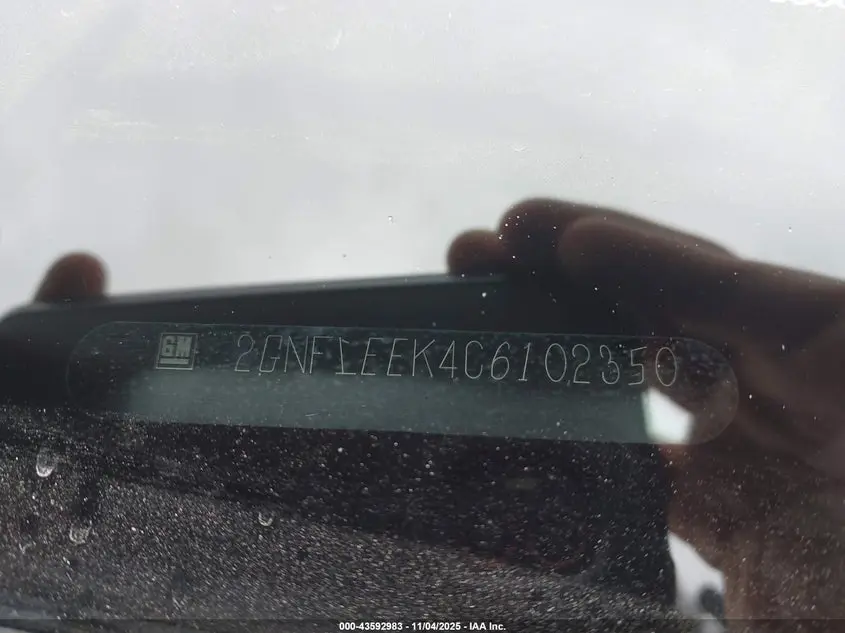 GM 2GNFLEEK4C6102350
000-43592983 - 11/04/2025 - IAA Inc.